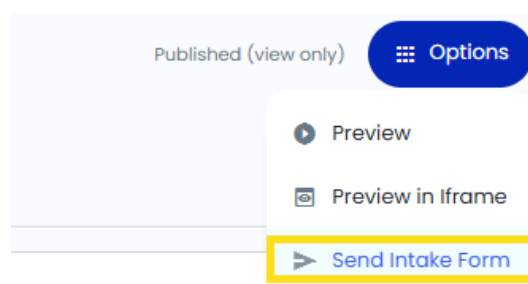 Published (view only)
Options
Preview
Preview in Iframe
Send Intake Form